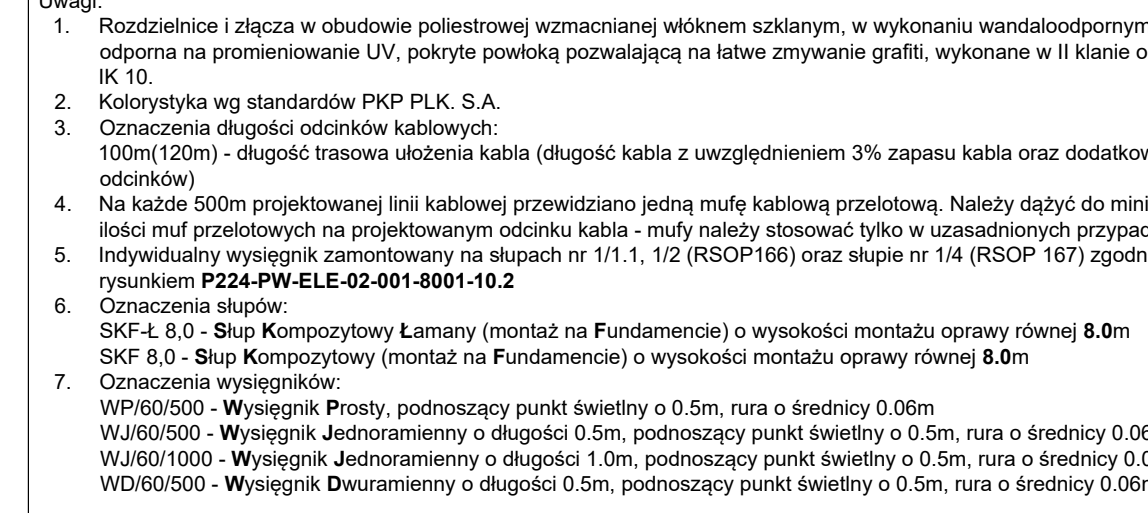 Uwagi:
1. Rozdzielnice i złącza w obudowie poliestrowej wzmacnianej włóknem szklanym, w wykonaniu wandaloodpornym
odporna na promieniowanie UV, pokryte powłoką pozwalającą na łatwe zmywanie grafiti, wykonane w II klanie o
IK 10.
2. Kolorystyka wg standardów PKP PLK. S.A.
3. Oznaczenia długości odcinków kablowych:
100m(120m) - długość trasowa ułożenia kabla (długość kabla z uwzględnieniem 3% zapasu kabla oraz
odcinków)
4. Na każde 500m projektowanej linii kablowej przewidziano jedną mufę kablową przelotową. Należy dążyć do
ilości muf przelotowych na projektowanym odcinku kabla - mufy należy stosować tylko w uzasadnionych
5. Indywidualny wysięgnik zamontowany na słupach nr 1/1.1, 1/2 (RSOP166) oraz słupie nr 1/4 (RSOP 167)
rysunkiem P224-PW-ELE-02-001-8001-10.2
6. Oznaczenia słupów:
SKF-Ł 8,0 - Słup Kompozytowy Łamany (montaż na Fundamencie) o wysokości montażu oprawy równej 8.0m
SKF 8,0 - Słup Kompozytowy (montaż na Fundamencie) o wysokości montażu oprawy równej 8.0m
7. Oznaczenia wysięgników:
WP/60/500 - Wysięgnik Prosty, podnoszący punkt świetlny o 0.5m, rura o średnicy 0.06m
WJ/60/500 - Wysięgnik Jednoramienny o długości 0.5m, podnoszący punkt świetlny o 0.5m, rura o średnicy 0.06
WJ/60/1000 - Wysięgnik Jednoramienny o długości 1.0m, podnoszący punkt świetlny o 0.5m, rura o średnicy
WD/60/500 - Wysięgnik Dwuramienny o długości 0.5m, podnoszący punkt świetlny o 0.5m, rura o średnicy 0.06m